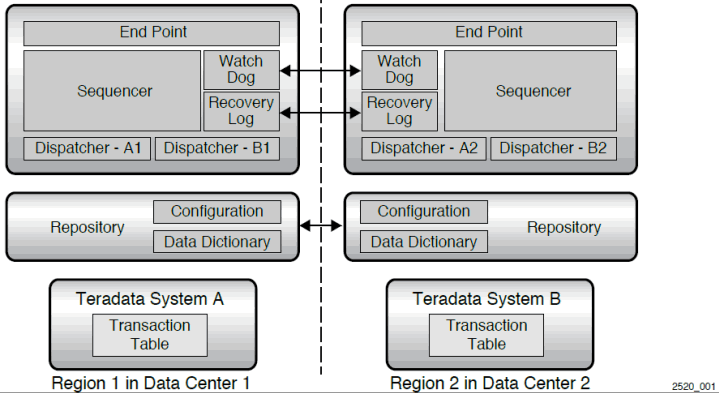 End Point
Sequencer
Watch
Dog
Recovery
Log
Dispatcher - A1
Dispatcher - B1
End Point
Watch
Dog
Recovery
Log
Sequencer
Dispatcher - A2
Dispatcher - B2
Repository
Configuration
Data Dictionary
Configuration
Data Dictionary
Repository
Teradata System A
Transaction
Table
Region 1 in Data Center 1
Teradata System B
Transaction
Table
Region 2 in Data Center 2
2520_001